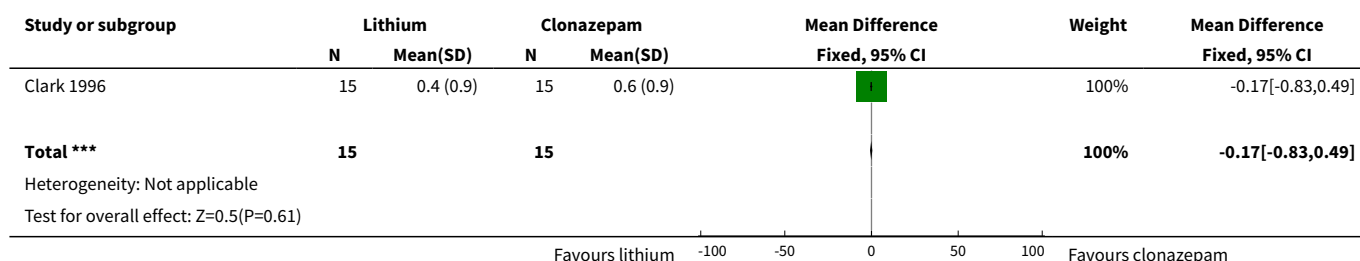 Study or subgroup Lithium Clonazepam Mean Difference Weight Mean Difference
N Mean(SD) N Mean(SD) Fixed, 95% CI Fixed, 95% CI
Clark 1996 15 0.4 (0.9) 15 0.6 (0.9) 100% -0.17[-0.83,0.49]
Total *** 15 15 100% -0.17[-0.83,0.49]
Heterogeneity: Not applicable
Test for overall effect: Z=0.5(P=0.61)
Favours lithium -100 -50 0 50 100 Favours clonazepam